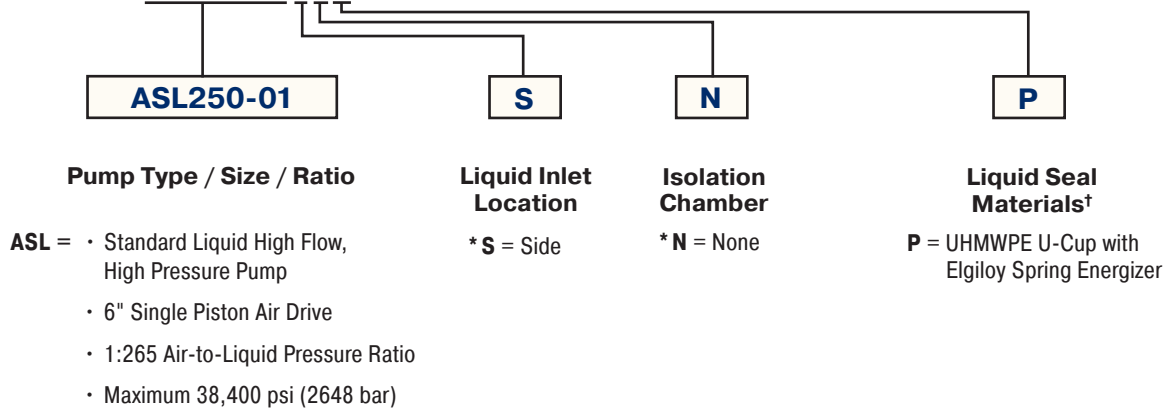 ASL250-01
S
N
P
Pump Type / Size / Ratio
Liquid Inlet
Location
Isolation
Chamber
Liquid Seal
Materials†
ASL = • Standard Liquid High Flow,
High Pressure Pump
• 6" Single Piston Air Drive
• 1:265 Air-to-Liquid Pressure Ratio
• Maximum 38,400 psi (2648 bar)
* S = Side
* N = None
P = UHMWPE U-Cup with
Elgiloy Spring Energizer